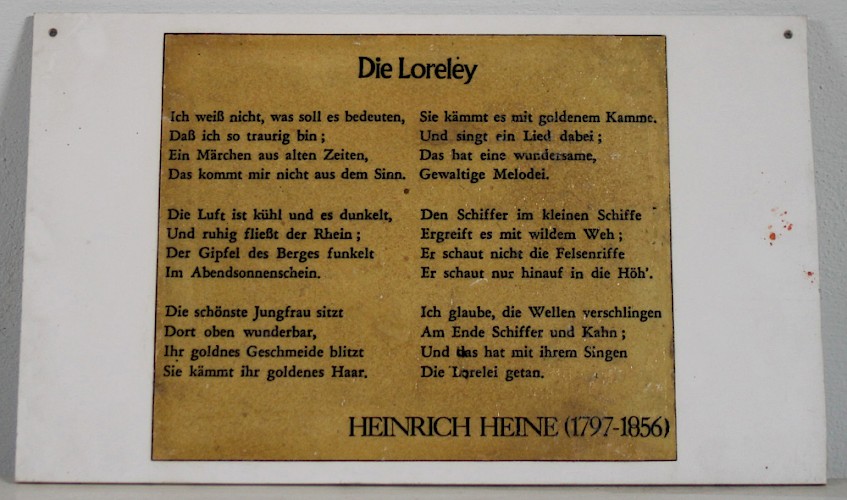 Die Loreley
Ich weiß nicht, was soll es bedeuten,
Daß ich so traurig bin;
Ein Märchen aus alten Zeiten,
Das kommt mir nicht aus dem Sinn.
Die Luft ist kühl und es dunkelt,
Und ruhig fließt der Rhein;
Der Gipfel des Berges funkelt
Im Abendsonnenschein.
Die schönste Jungfrau sitzt
Dort oben wunderbar,
Ihr goldnes Geschmeide blitzt
Sie kämmt ihr goldenes Haar.
Sie kämmt es mit goldenem Kamme.
Und singt ein Lied dabei;
Das hat eine wundersame,
Gewaltige Melodei.
Den Schiffer im kleinen Schiffe
Ergreift es mit wildem Weh;
Er schaut nicht die Felsenriffe
Er schaut nur hinauf in die Höh'.
Ich glaube, die Wellen verschlingen
Am Ende Schiffer und Kahn;
Und das hat mit ihrem Singen
Die Lorelei getan.
HEINRICH HEINE (1797-1856)